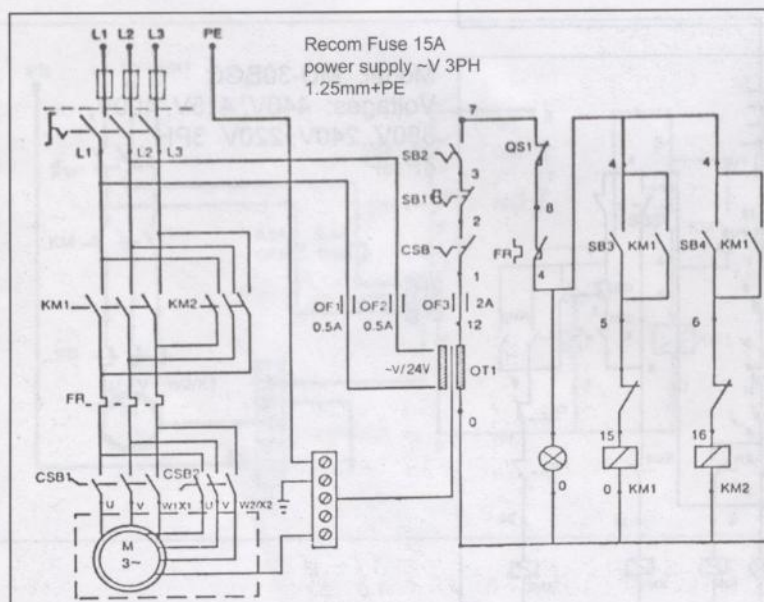 L1 L2 L3 PE
Recom Fuse 15A
power supply ~V 3PH
1.25mm+PE
L1 L2 L3
7
SB2
QS1
3
SB1
8
2
CSB
FR
4
1
4
4
SB3 KM1 SB4 KM1
KM1 KM2
OF1 OF2 OF3 2A
0.5A 0.5A
12
5
6
~V/24V OT1
FR
0
CSB1 CSB2
15 16
U V W1X1 U V W2/X2
0
0 KM1
KM2
M
3~